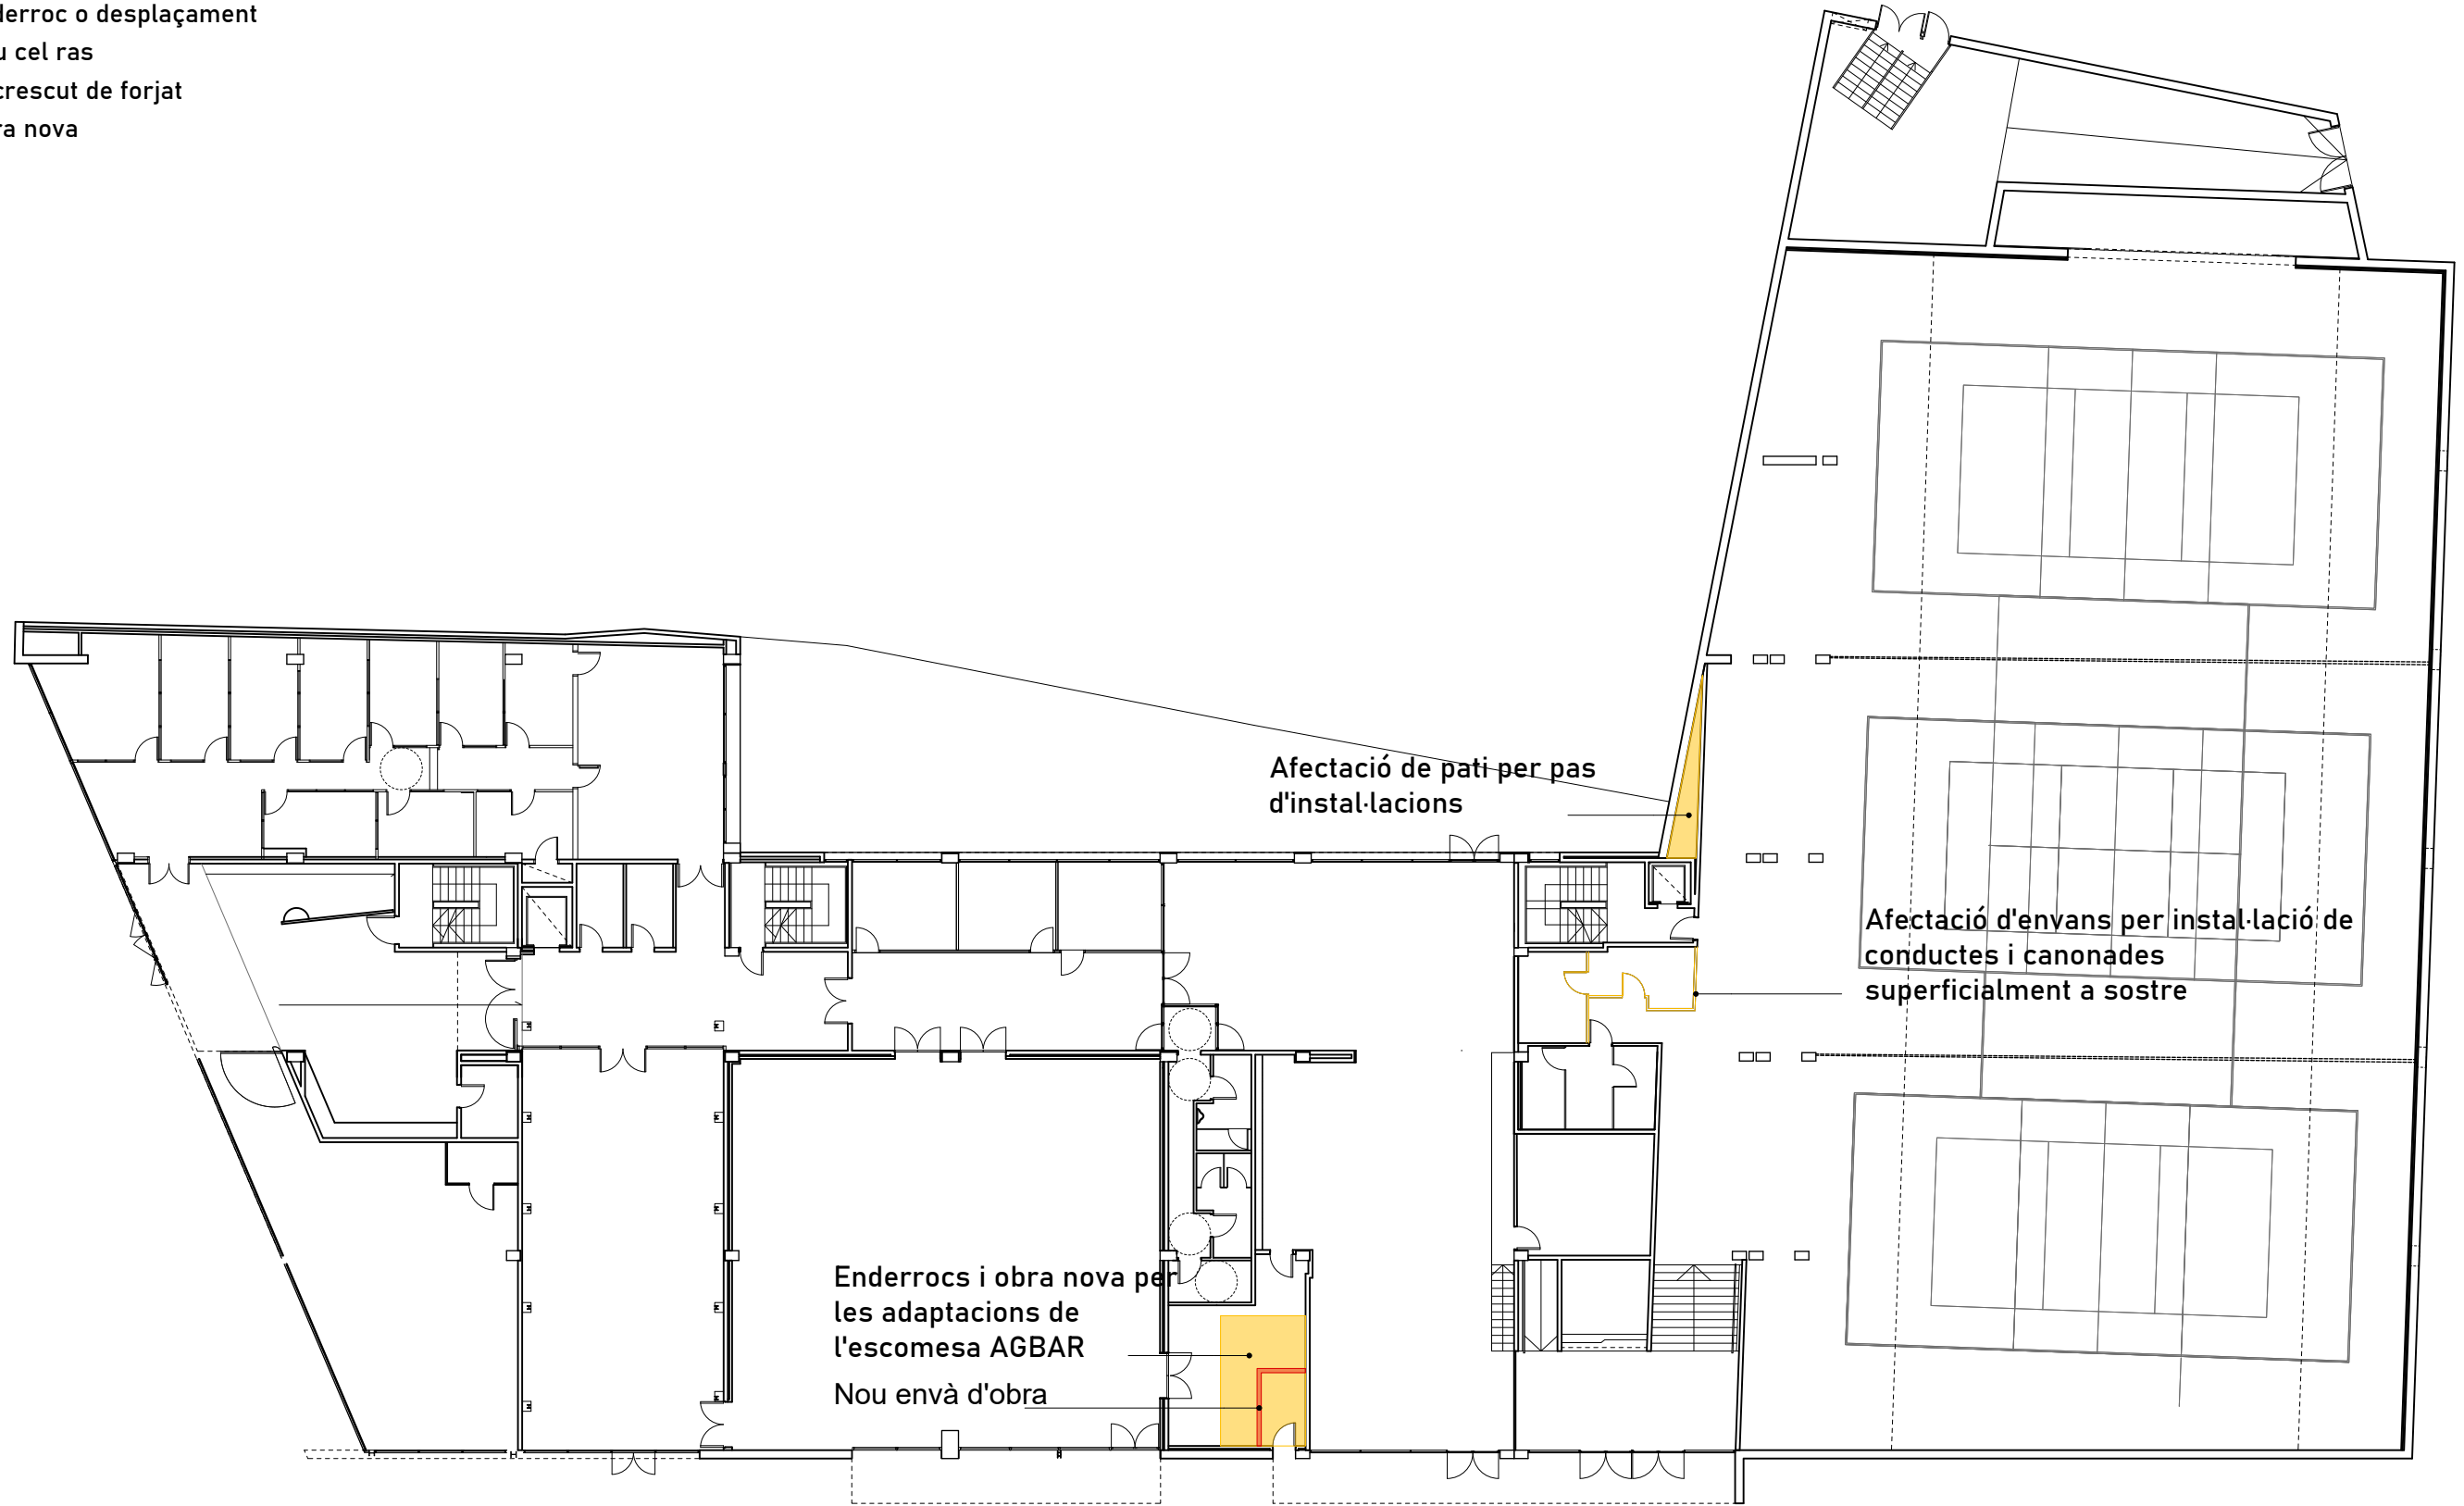 derroc o desplaçament
u cel ras
crescut de forjat
ra nova
Afectació de pati per pas
d'instal·lacions
Afectació d'envans per instal·lació de
conductes i canonades
superficialment a sostre
Enderrocs i obra nova per
les adaptacions de
l'escomesa AGBAR
Nou envà d'obra